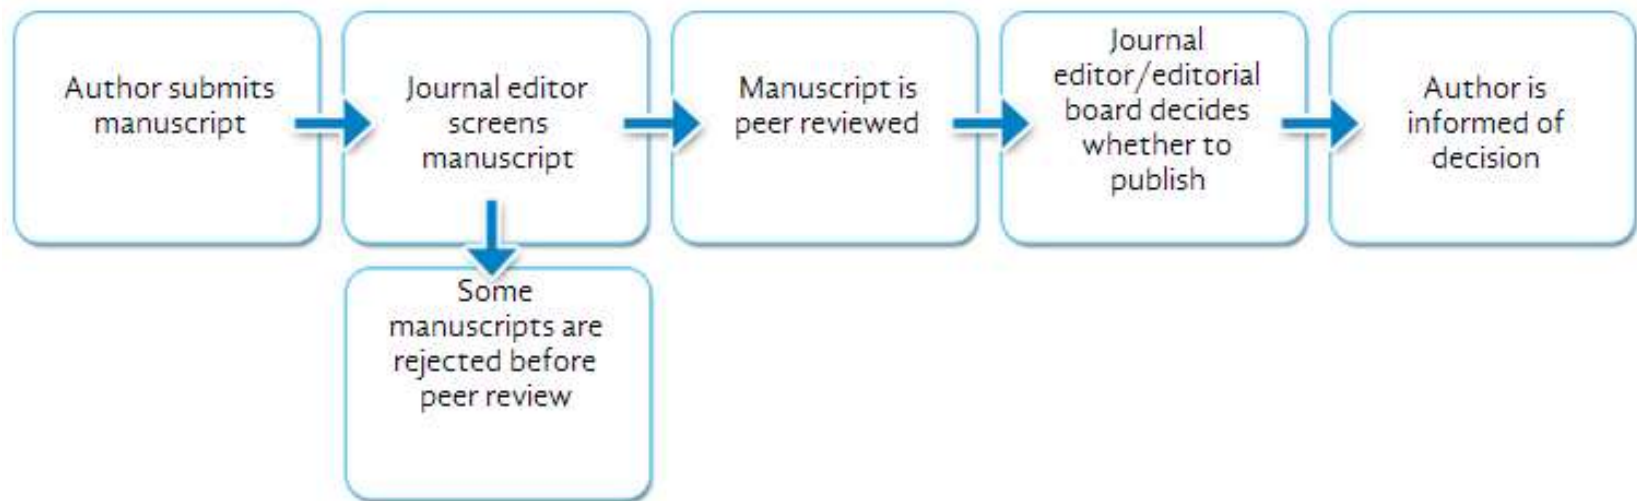 Author submits
manuscript
Journal editor
screens
manuscript
Manuscript is
peer reviewed
Journal
editor/editorial
board decides
whether to
publish
Author is
informed of
decision
Some
manuscripts are
rejected before
peer review